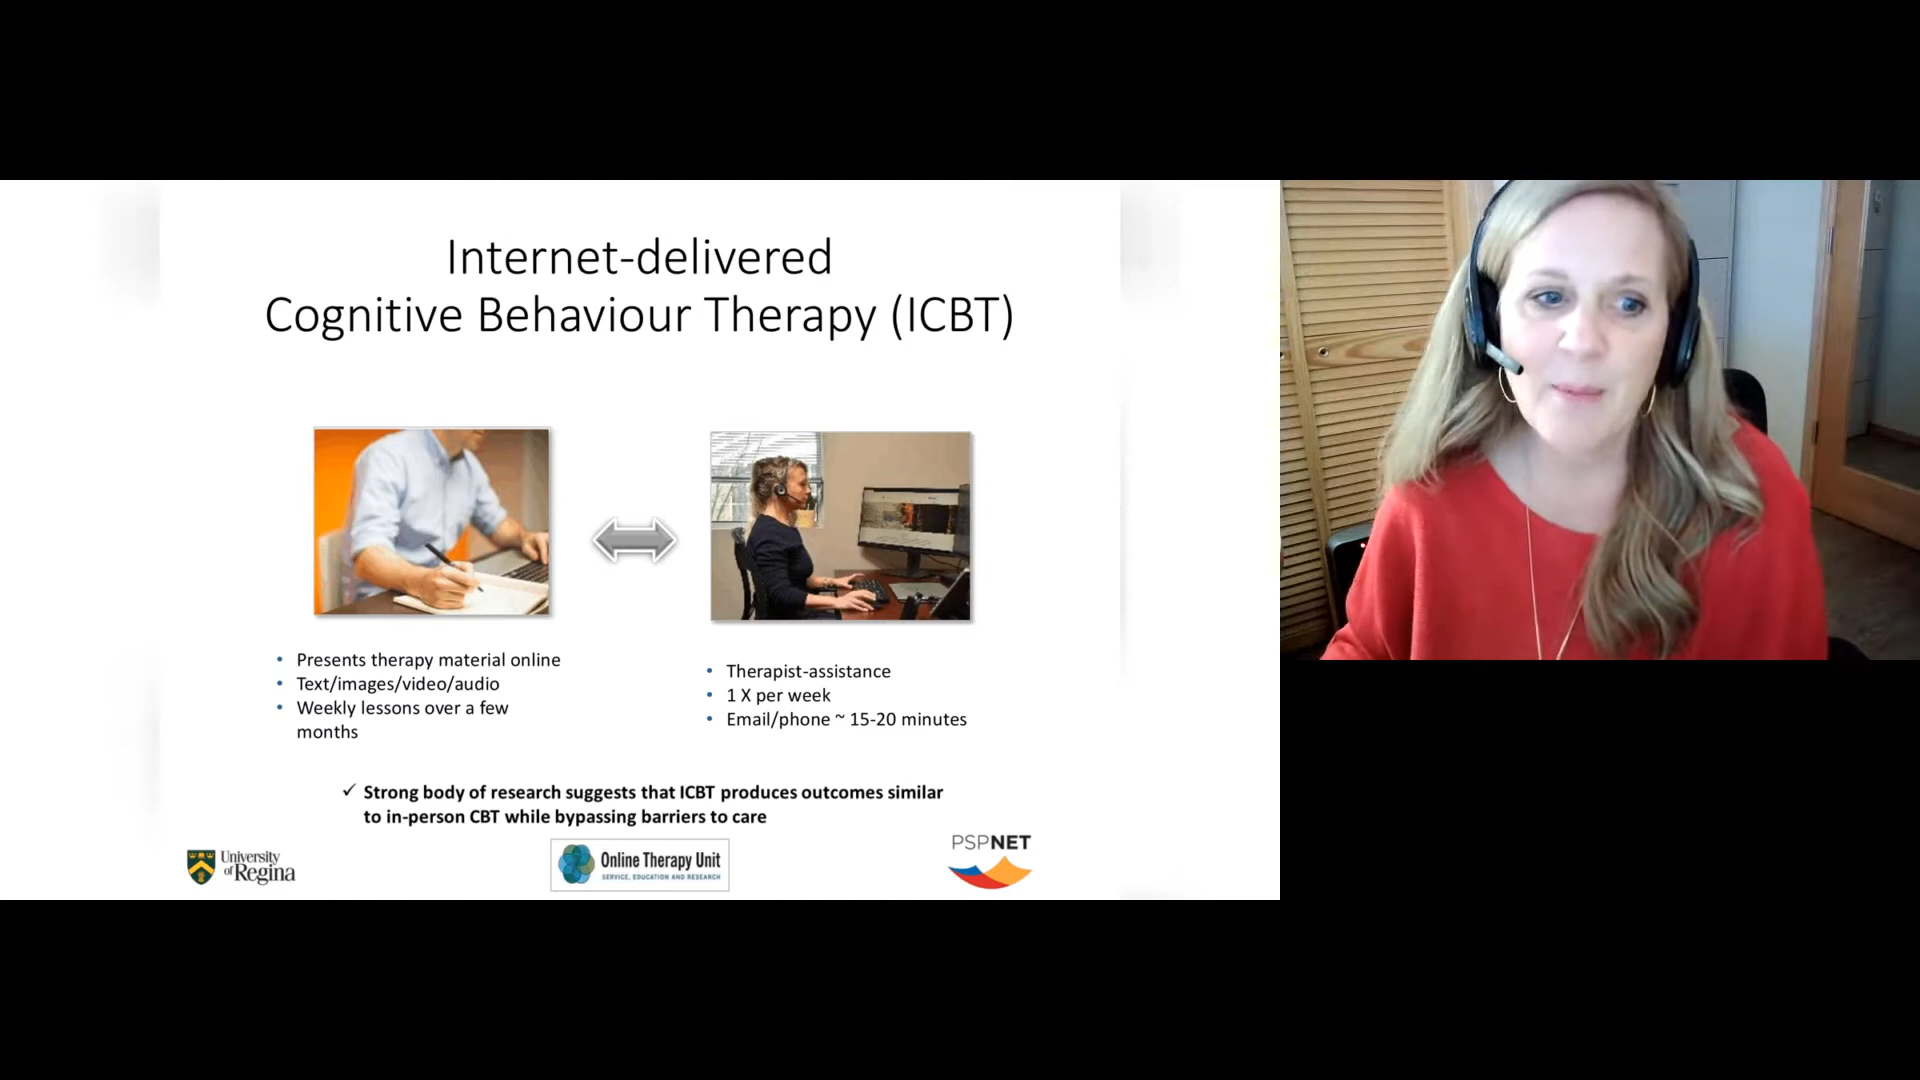 Internet-delivered
Cognitive Behaviour Therapy (ICBT)
• Presents therapy material online
• Text/images/video/audio
• Weekly lessons over a few
months
• Therapist-assistance
• 1 X per week
• Email/phone ~ 15-20 minutes
✓ Strong body of research suggests that ICBT produces outcomes similar
to in-person CBT while bypassing barriers to care
University
of Regina
Online Therapy Unit
SERVICE, EDUCATION AND RESEARCH
PSPNET